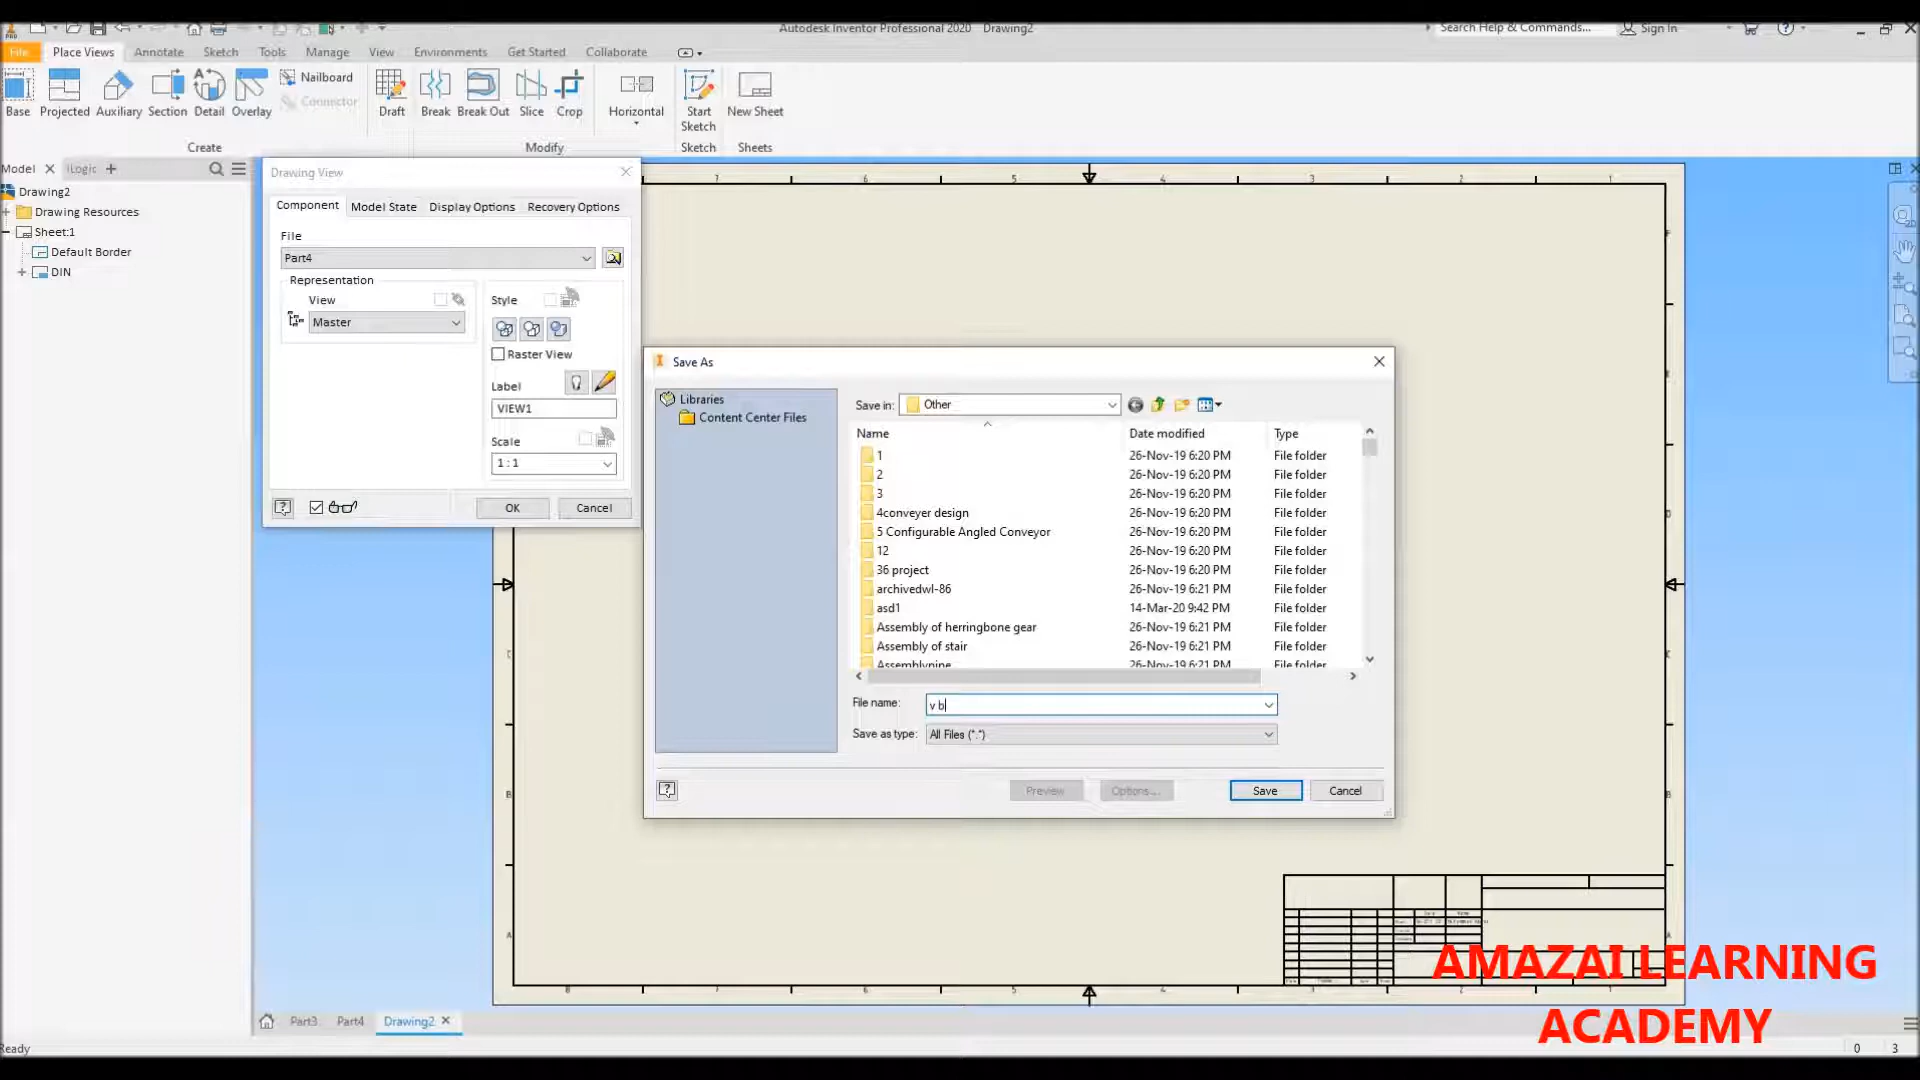 Autodesk Inventor Professional 2020 Drawing2
Search Help & Commands...
Sign In
File
Place Views
Annotate
Sketch
Tools
Manage
View
Environments
Get Started
Collaborate
Base
Projected
Auxiliary
Section
Detail
Overlay
Nailboard
Connector
Draft
Break
Break Out
Slice
Crop
Horizontal
Start
Sketch
New Sheet
Create
Modify
Sketch
Sheets
Model
iLogic
Drawing2
Drawing Resources
Sheet:1
Default Border
DIN
Drawing View
Component
Model State
Display Options
Recovery Options
File
Part4
Representation
View
Master
Style
Raster View
Label
VIEW1
Scale
1 : 1
OK
Cancel
Save As
Libraries
Content Center Files
Save in: Other
Name Date modified Type
1 26-Nov-19 6:20 PM File folder
2 26-Nov-19 6:20 PM File folder
3 26-Nov-19 6:20 PM File folder
4conveyer design 26-Nov-19 6:20 PM File folder
5 Configurable Angled Conveyor 26-Nov-19 6:20 PM File folder
12 26-Nov-19 6:20 PM File folder
36 project 26-Nov-19 6:20 PM File folder
archivedwl-86 26-Nov-19 6:21 PM File folder
asd1 14-Mar-20 9:42 PM File folder
Assembly of herringbone gear 26-Nov-19 6:21 PM File folder
Assembly of stair 26-Nov-19 6:21 PM File folder
Assemblypipe 26-Nov-19 6:21 PM File folder
File name: v b
Save as type: All Files (*.*)
Preview
Options...
Save
Cancel
AMAZAI LEARNING
ACADEMY
Part3
Part4
Drawing2
Ready
0 3